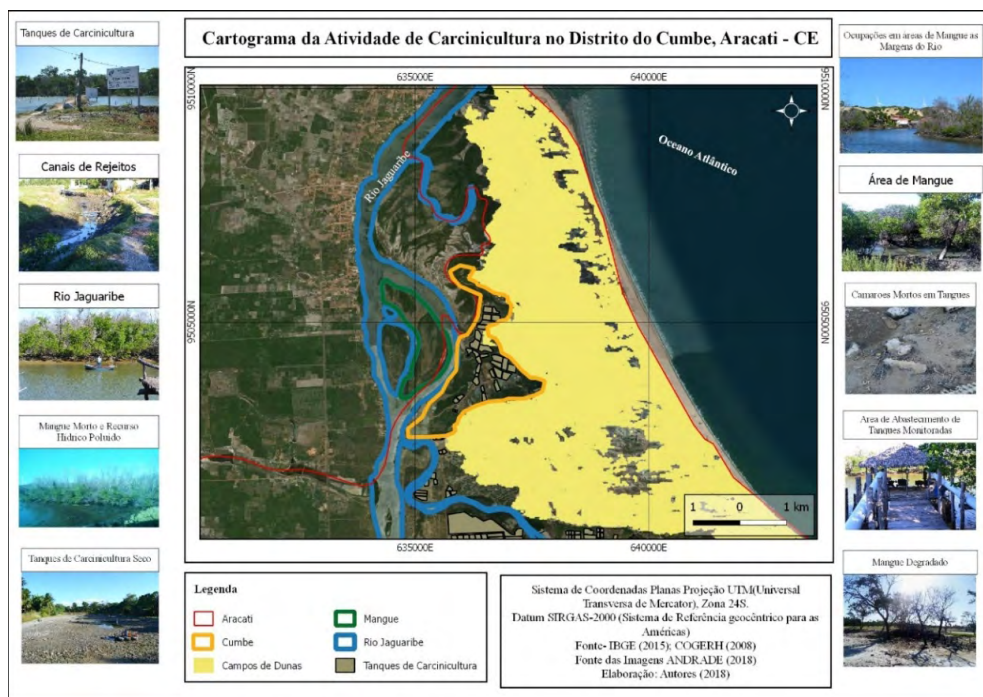 Cartograma da Atividade de Carcinicultura no Distrito do Cumbe, Aracati - CE
Tanques de Carcinicultura
Canais de Rejeitos
Rio Jaguaribe
Mangue Morto e Recurso
Hídrico Poluído
Tanques de Carcinicultura Seco
635000E
640000E
9510000N
9510000N
Oceano Atlântico
Rio Jaguaribe
9505000N
9505000N
1 0 1 km
635000E
640000E
Ocupações em áreas de Mangue as
Margens do Rio
Área de Mangue
Camarões Mortos em Tanques
Área de Abastecimento de
Tanques Monitoradas
Mangue Degradado
Legenda
Aracati
Cumbe
Campos de Dunas
Mangue
Rio Jaguaribe
Tanques de Carcinicultura
Sistema de Coordenadas Planas Projeção UTM(Universal
Transversa de Mercator), Zona 24S.
Datum SIRGAS-2000 (Sistema de Referência geocêntrico para as
Américas)
Fonte- IBGE (2015); COGERH (2008)
Fonte das Imagens ANDRADE (2018)
Elaboração: Autores (2018)